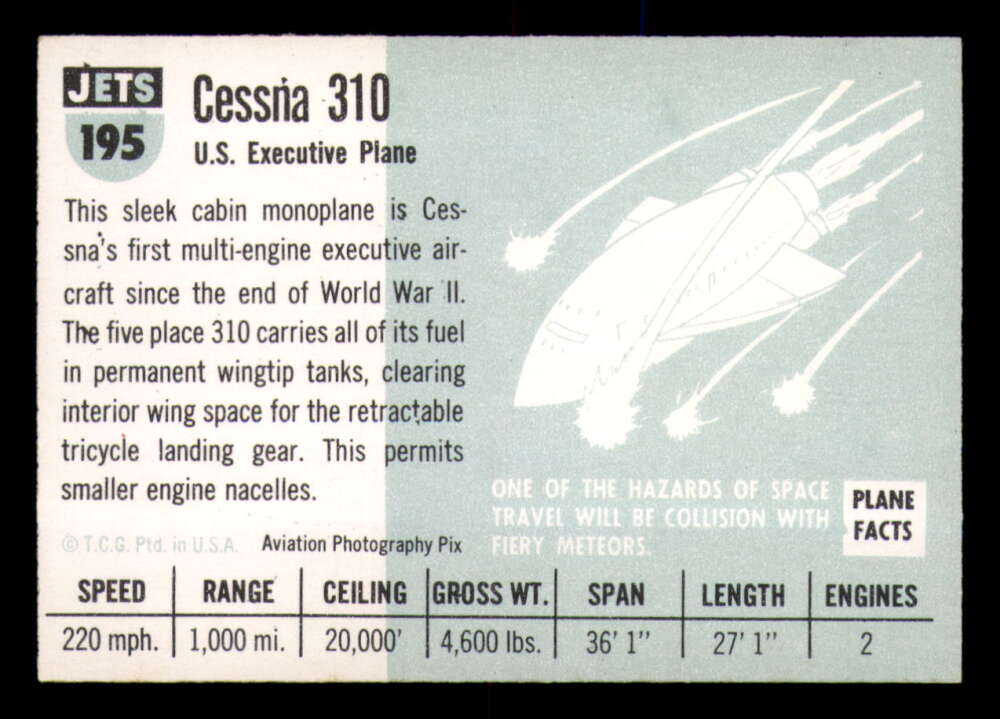 JETS
195
Cessna 310
U.S. Executive Plane
This sleek cabin monoplane is Ces-
sna's first multi-engine executive air-
craft since the end of World War II.
The five place 310 carries all of its fuel
in permanent wingtip tanks, clearing
interior wing space for the retractable
tricycle landing gear. This permits
smaller engine nacelles.
© T.C.G. Ptd. in U.S.A. Aviation Photography Pix
ONE OF THE HAZARDS OF SPACE
TRAVEL WILL BE COLLISION WITH
FIERY METEORS.
PLANE
FACTS
SPEED RANGE CEILING GROSS WT. SPAN LENGTH ENGINES
220 mph. 1,000 mi. 20,000' 4,600 lbs. 36' 1" 27' 1" 2